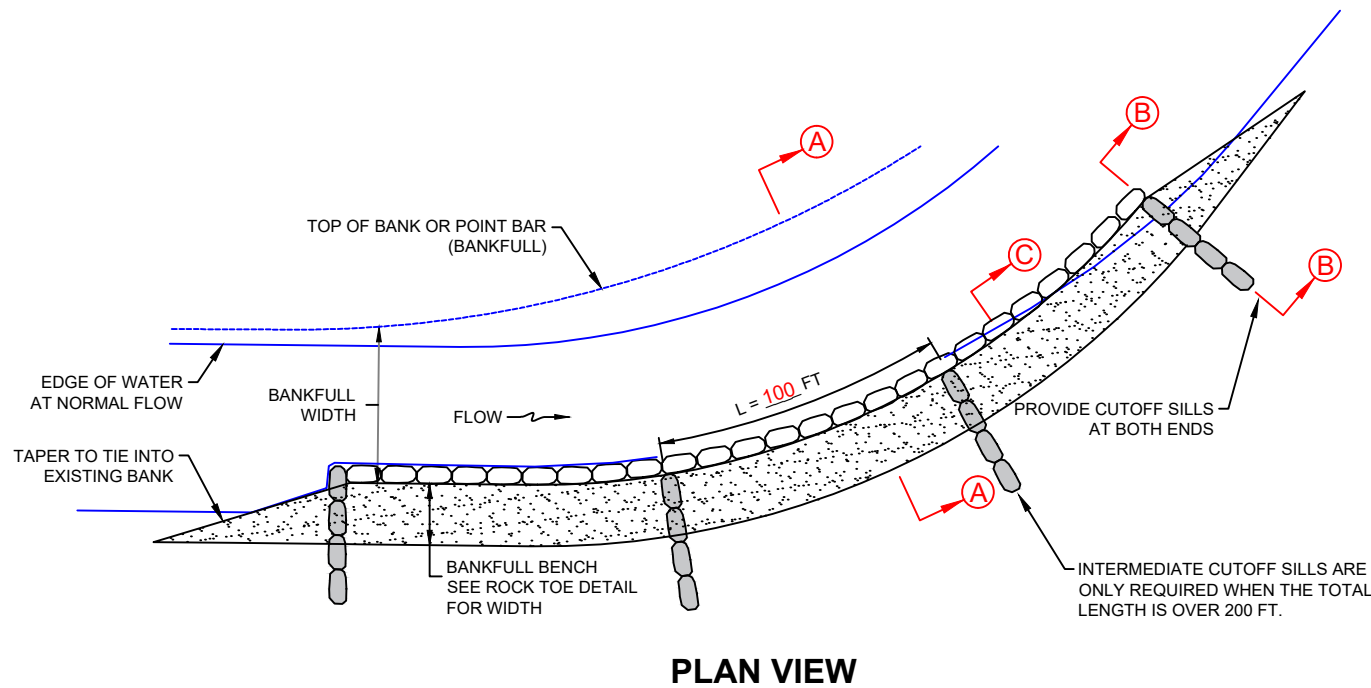 B
A
TOP OF BANK OR POINT BAR
(BANKFULL)
C
B
EDGE OF WATER
AT NORMAL FLOW
BANKFULL
WIDTH
L = 100 FT
FLOW
PROVIDE CUTOFF SILLS
AT BOTH ENDS
TAPER TO TIE INTO
EXISTING BANK
A
BANKFULL BENCH
SEE ROCK TOE DETAIL
FOR WIDTH
INTERMEDIATE CUTOFF SILLS ARE
ONLY REQUIRED WHEN THE TOTAL
LENGTH IS OVER 200 FT.
PLAN VIEW